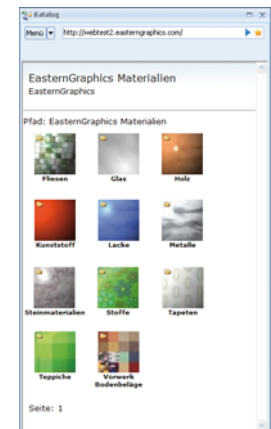 Katalog
Menü http://webtest2.easterngraphics.com/
EasternGraphics Materialien
EasternGraphics
Pfad: EasternGraphics Materialien
Fliesen Glas Holz
Kunststoff Lacke Metalle
Steinmaterialien Stoffe Tapeten
Teppiche Vorwerk
Bodenbeläge
Seite: 1